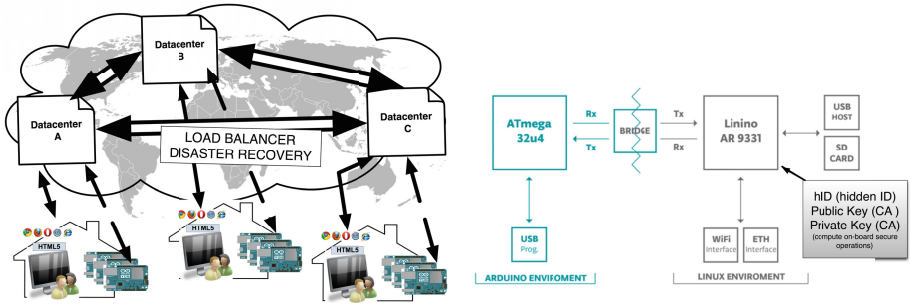 Datacenter
B
Datacenter
A
Datacenter
C
LOAD BALANCER
DISASTER RECOVERY
HTML5
HTML5
HTML5
ATmega
32u4
Rx
Tx
BRIDGE
Tx
Rx
Linino
AR 9331
USB
HOST
SD
CARD
hID (hidden ID)
Public Key (CA )
Private Key (CA)
(compute on-board secure
operations)
USB
Prog.
WiFi
Interface
ETH
Interface
ARDUINO ENVIROMENT
LINUX ENVIROMENT